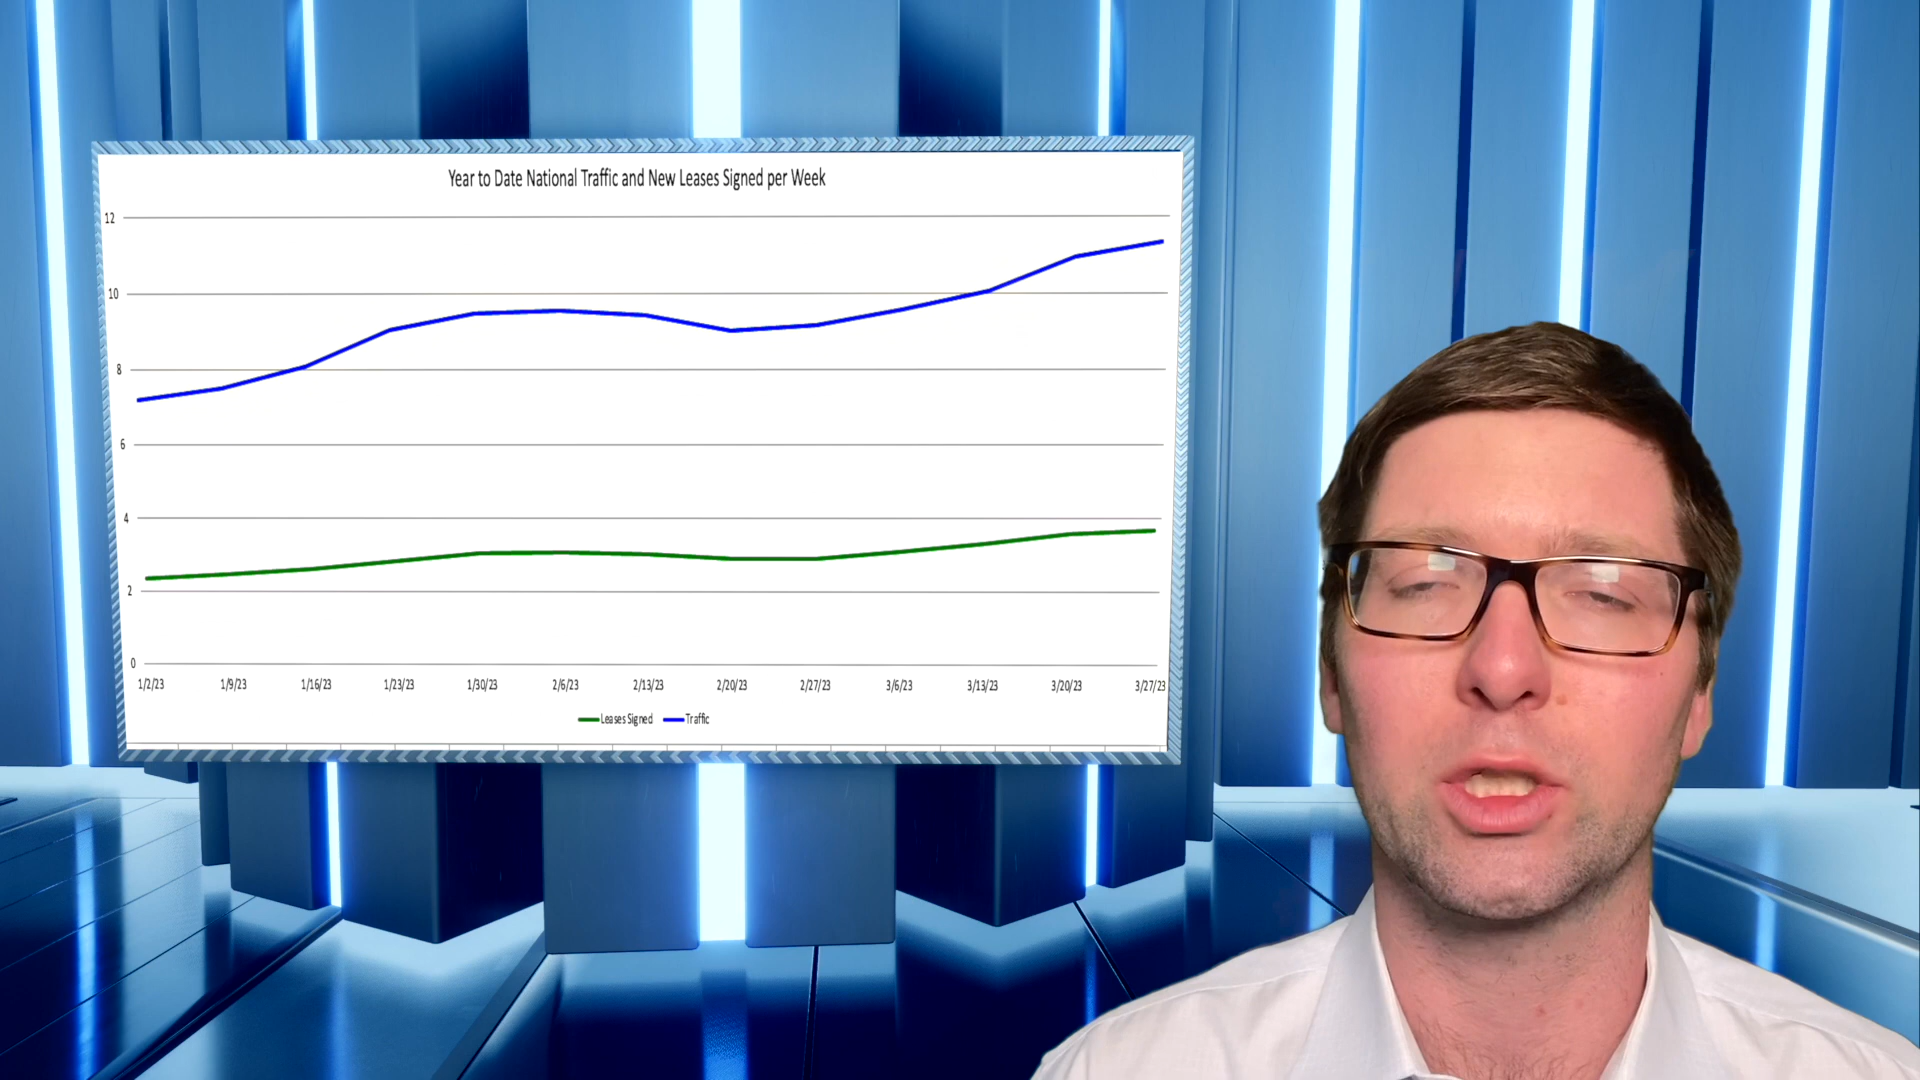 Year to Date National Traffic and New Leases Signed per Week
12
10
8
6
4
2
0
1/2/23 1/9/23 1/16/23 1/23/23 1/30/23 2/6/23 2/13/23 2/20/23 2/27/23 3/6/23 3/13/23 3/20/23 3/27/23
Leases Signed Traffic